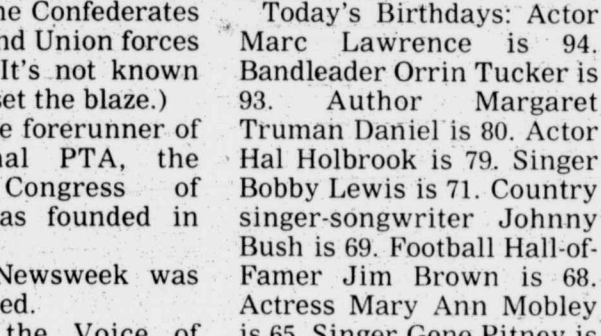 ne Confederates
nd Union forces
It's not known
set the blaze.)
e forerunner of
nal PTA, the
Congress of
as founded in
Newsweek was
ed.
the Voice of
Today's Birthdays: Actor
Marc Lawrence is 94.
Bandleader Orrin Tucker is
93. Author Margaret
Truman Daniel is 80. Actor
Hal Holbrook is 79. Singer
Bobby Lewis is 71. Country
singer-songwriter Johnny
Bush is 69. Football Hall-of-
Famer Jim Brown is 68.
Actress Mary Ann Mobley
is 65. Singer Gene Pitney is